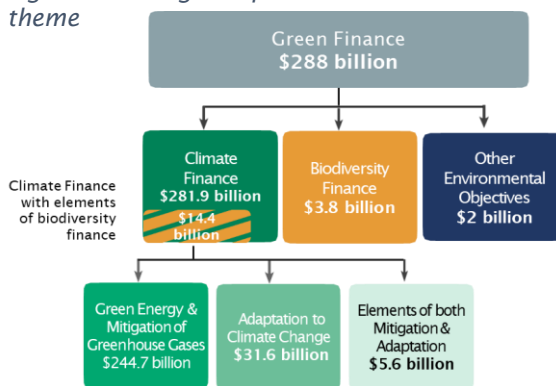 theme
Green Finance
$288 billion
Climate
Finance
$281.9 billion
$14.4
billion
Biodiversity
Finance
$3.8 billion
Other
Environmental
Objectives
$2 billion
Climate Finance
with elements
of biodiversity
finance
Green Energy &
Mitigation of
Greenhouse Gases
$244.7 billion
Adaptation to
Climate Change
$31.6 billion
Elements of both
Mitigation &
Adaptation
$5.6 billion